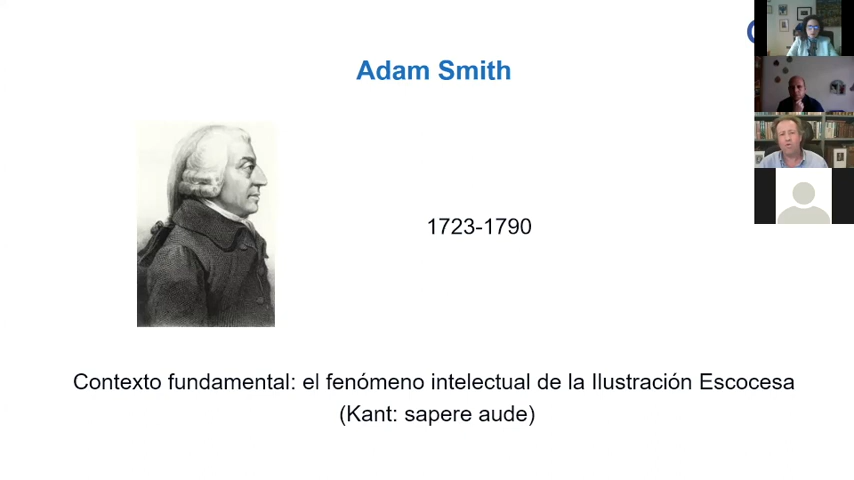 Adam Smith
1723-1790
Contexto fundamental: el fenómeno intelectual de la Ilustración Escocesa
(Kant: sapere aude)